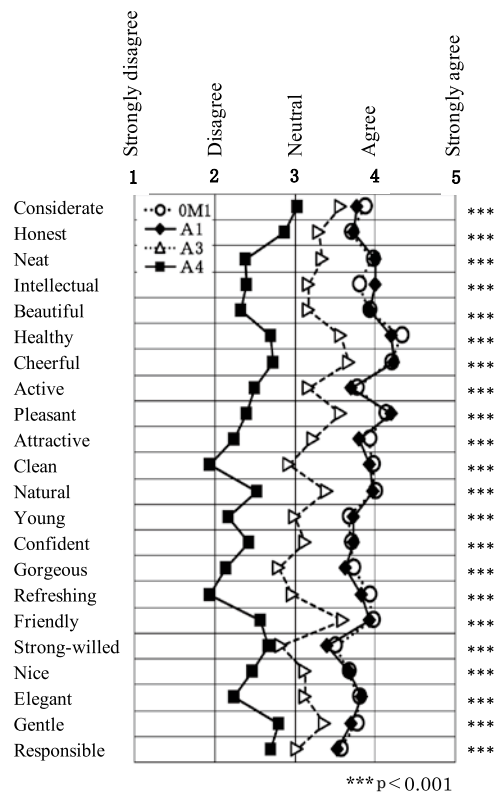 Strongly disagree
Disagree
Neutral
Agree
Strongly agree
1 2 3 4 5
Considerate ***
Honest ***
Neat ***
Intellectual ***
Beautiful ***
Healthy ***
Cheerful ***
Active ***
Pleasant ***
Attractive ***
Clean ***
Natural ***
Young ***
Confident ***
Gorgeous ***
Refreshing ***
Friendly ***
Strong-willed ***
Nice ***
Elegant ***
Gentle ***
Responsible ***
0M1
A1
A3
A4
***p<0.001